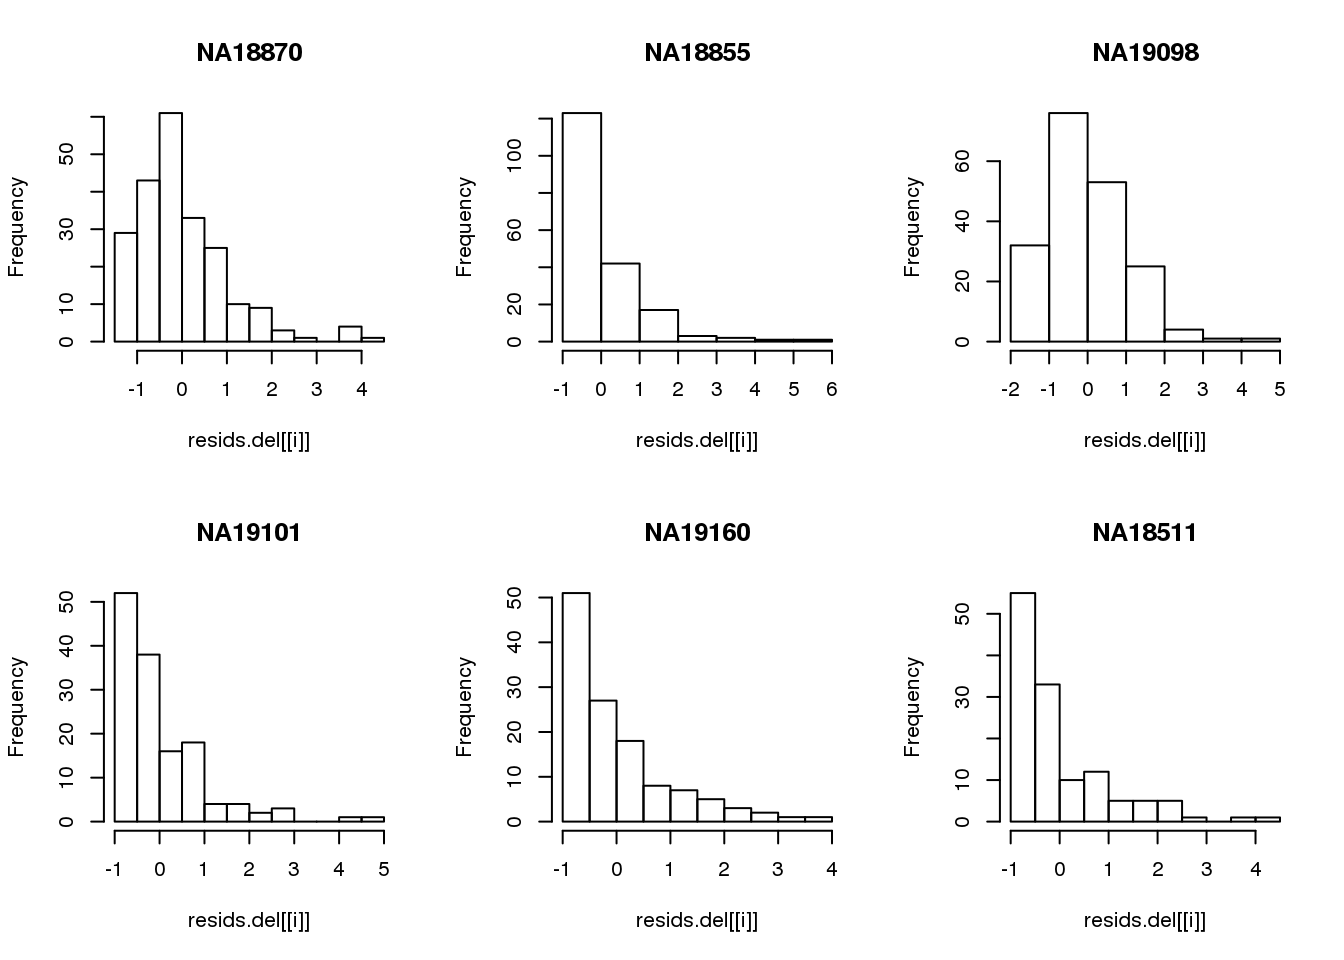 NA18870
Frequency
0 10 30 50
-1 0 1 2 3 4
resids.del[[i]]
NA18855
Frequency
0 20 60 100
-1 0 1 2 3 4 5 6
resids.del[[i]]
NA19098
Frequency
0 20 40 60
-2 -1 0 1 2 3 4 5
resids.del[[i]]
NA19101
Frequency
0 10 20 30 40 50
-1 0 1 2 3 4 5
resids.del[[i]]
NA19160
Frequency
0 10 20 30 40 50
-1 0 1 2 3 4
resids.del[[i]]
NA18511
Frequency
0 10 30 50
-1 0 1 2 3 4
resids.del[[i]]